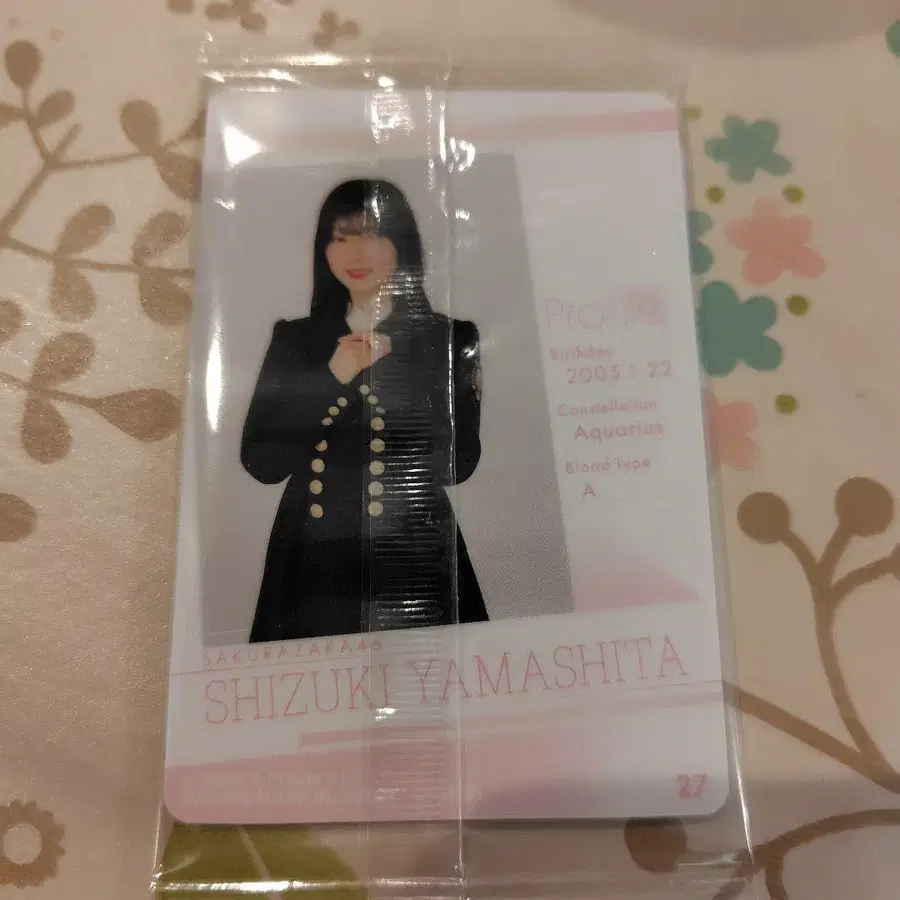 Profile
Birthday
2005.1.22
Constellation
Aquarius
Blood Type
A
SAKURAZAKA46
SHIZUKI YAMASHITA
27